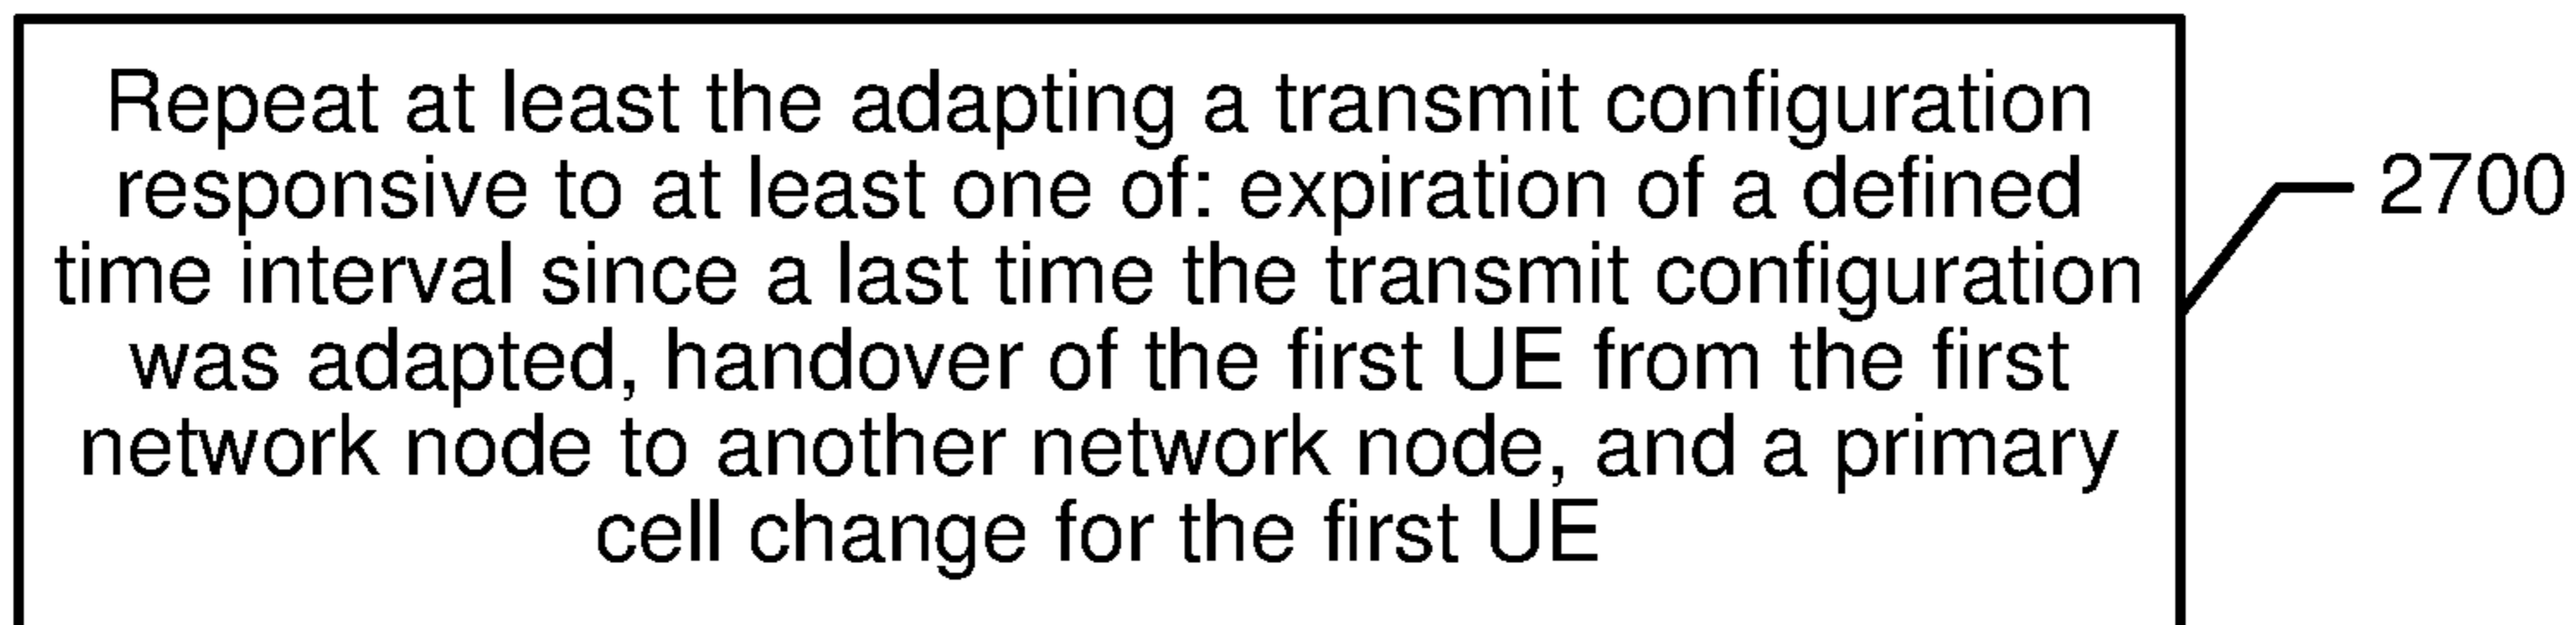 Repeat at least the adapting a transmit configuration
responsive to at least one of: expiration of a defined
time interval since a last time the transmit configuration
was adapted, handover of the first UE from the first
network node to another network node, and a primary
cell change for the first UE
2700